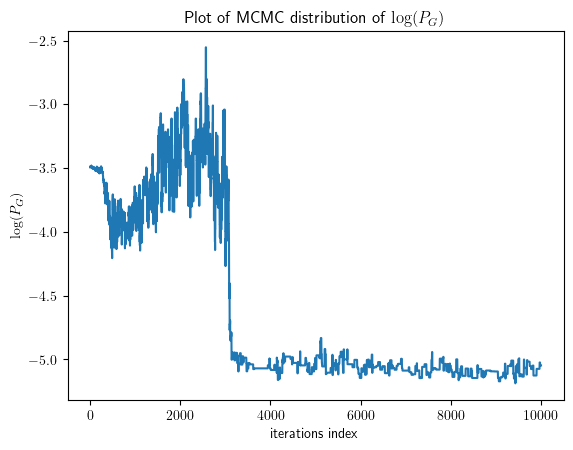 Plot of MCMC distribution of log(P_G)
−2.5
−3.0
−3.5
−4.0
−4.5
−5.0
log(P_G)
0 2000 4000 6000 8000 10000
iterations index